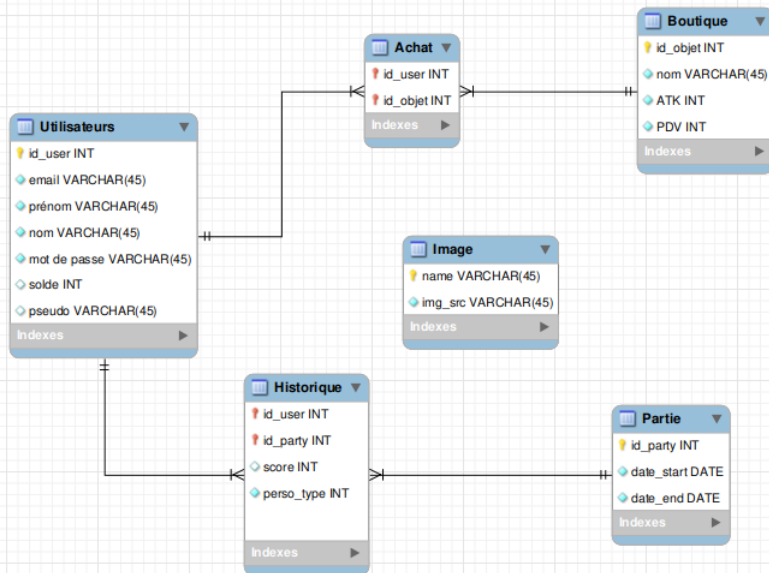 Boutique
id_objet INT
nom VARCHAR(45)
ATK INT
PDV INT
Indexes
Achat
id_user INT
id_objet INT
Indexes
Utilisateurs
id_user INT
email VARCHAR(45)
prénom VARCHAR(45)
nom VARCHAR(45)
mot de passe VARCHAR(45)
solde INT
pseudo VARCHAR(45)
Indexes
Image
name VARCHAR(45)
img_src VARCHAR(45)
Indexes
Historique
id_user INT
id_party INT
score INT
perso_type INT
Indexes
Partie
id_party INT
date_start DATE
date_end DATE
Indexes